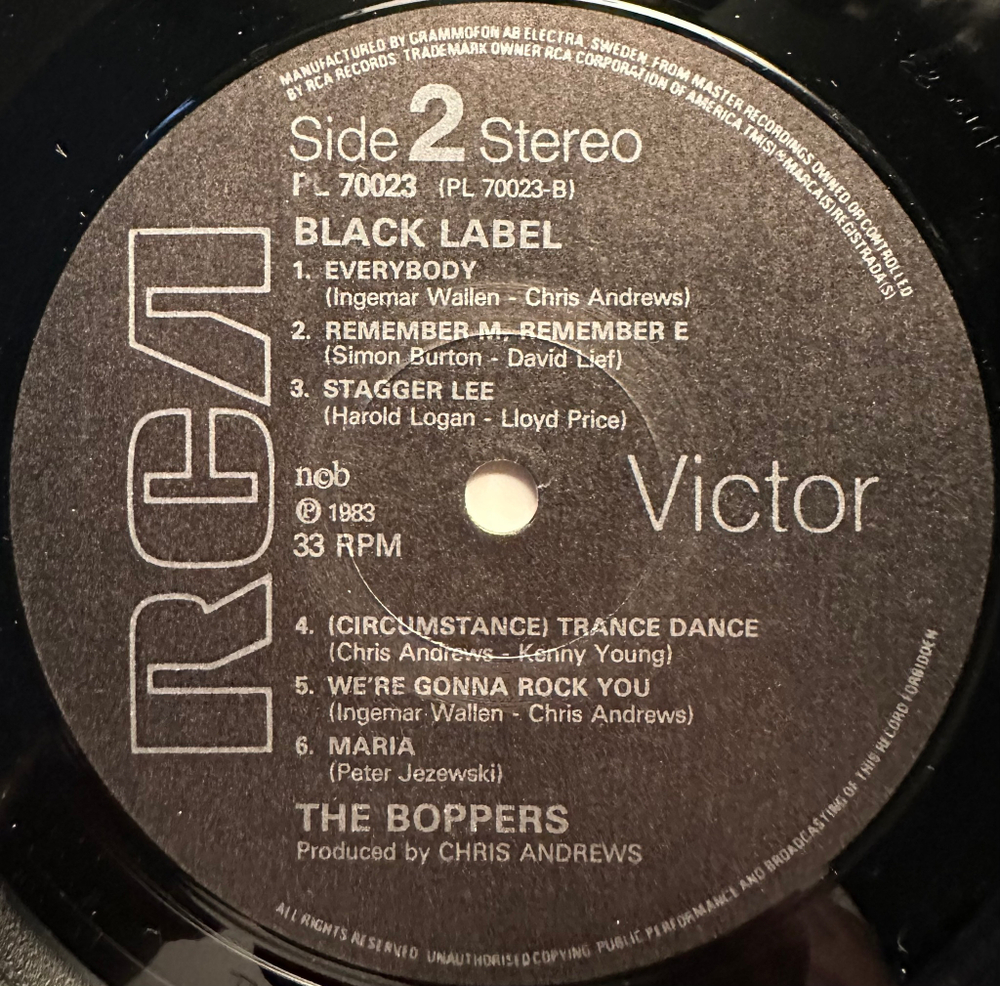 MANUFACTURED BY GRAMMOFON AB ELECTRA, SWEDEN, FROM MASTER RECORDINGS OWNED OR CONTROLLED
BY RCA RECORDS. TRADEMARK OWNER RCA CORPORATION OF AMERICA. TM(S)® MARCA(S) REGISTRADA(S)
Side 2 Stereo
PL 70023 (PL 70023-B)
BLACK LABEL
1. EVERYBODY
(Ingemar Wallen - Chris Andrews)
2. REMEMBER M, REMEMBER E
(Simon Burton - David Lief)
3. STAGGER LEE
(Harold Logan - Lloyd Price)
RCA
Victor
n©b
℗ 1983
33 RPM
4. (CIRCUMSTANCE) TRANCE DANCE
(Chris Andrews - Kenny Young)
5. WE'RE GONNA ROCK YOU
(Ingemar Wallen - Chris Andrews)
6. MARIA
(Peter Jezewski)
THE BOPPERS
Produced by CHRIS ANDREWS
ALL RIGHTS RESERVED UNAUTHORISED COPYING PUBLIC PERFORMANCE AND BROADCASTING OF THIS RECORD FORBIDDEN